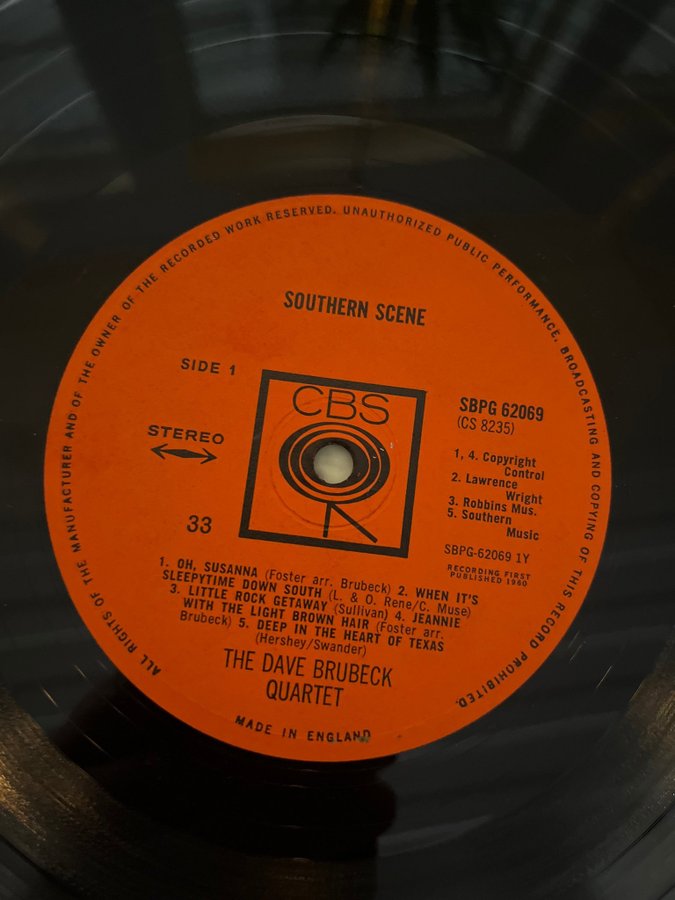 ALL RIGHTS OF THE MANUFACTURER AND OF THE OWNER OF THE RECORDED WORK RESERVED. UNAUTHORIZED PUBLIC PERFORMANCE, BROADCASTING AND COPYING OF THIS RECORD PROHIBITED.
SOUTHERN SCENE
SIDE 1
STEREO
33
CBS
SBPG 62069
(CS 8235)
1, 4. Copyright
Control
2. Lawrence
Wright
3. Robbins Mus.
5. Southern
Music
SBPG-62069 1Y
RECORDING FIRST
PUBLISHED 1960
1. OH, SUSANNA (Foster arr. Brubeck) 2. WHEN IT'S
SLEEPYTIME DOWN SOUTH (L. & O. Rene/C. Muse)
3. LITTLE ROCK GETAWAY (Sullivan) 4. JEANNIE
WITH THE LIGHT BROWN HAIR (Foster arr.
Brubeck) 5. DEEP IN THE HEART OF TEXAS
(Hershey/Swander)
THE DAVE BRUBECK
QUARTET
MADE IN ENGLAND